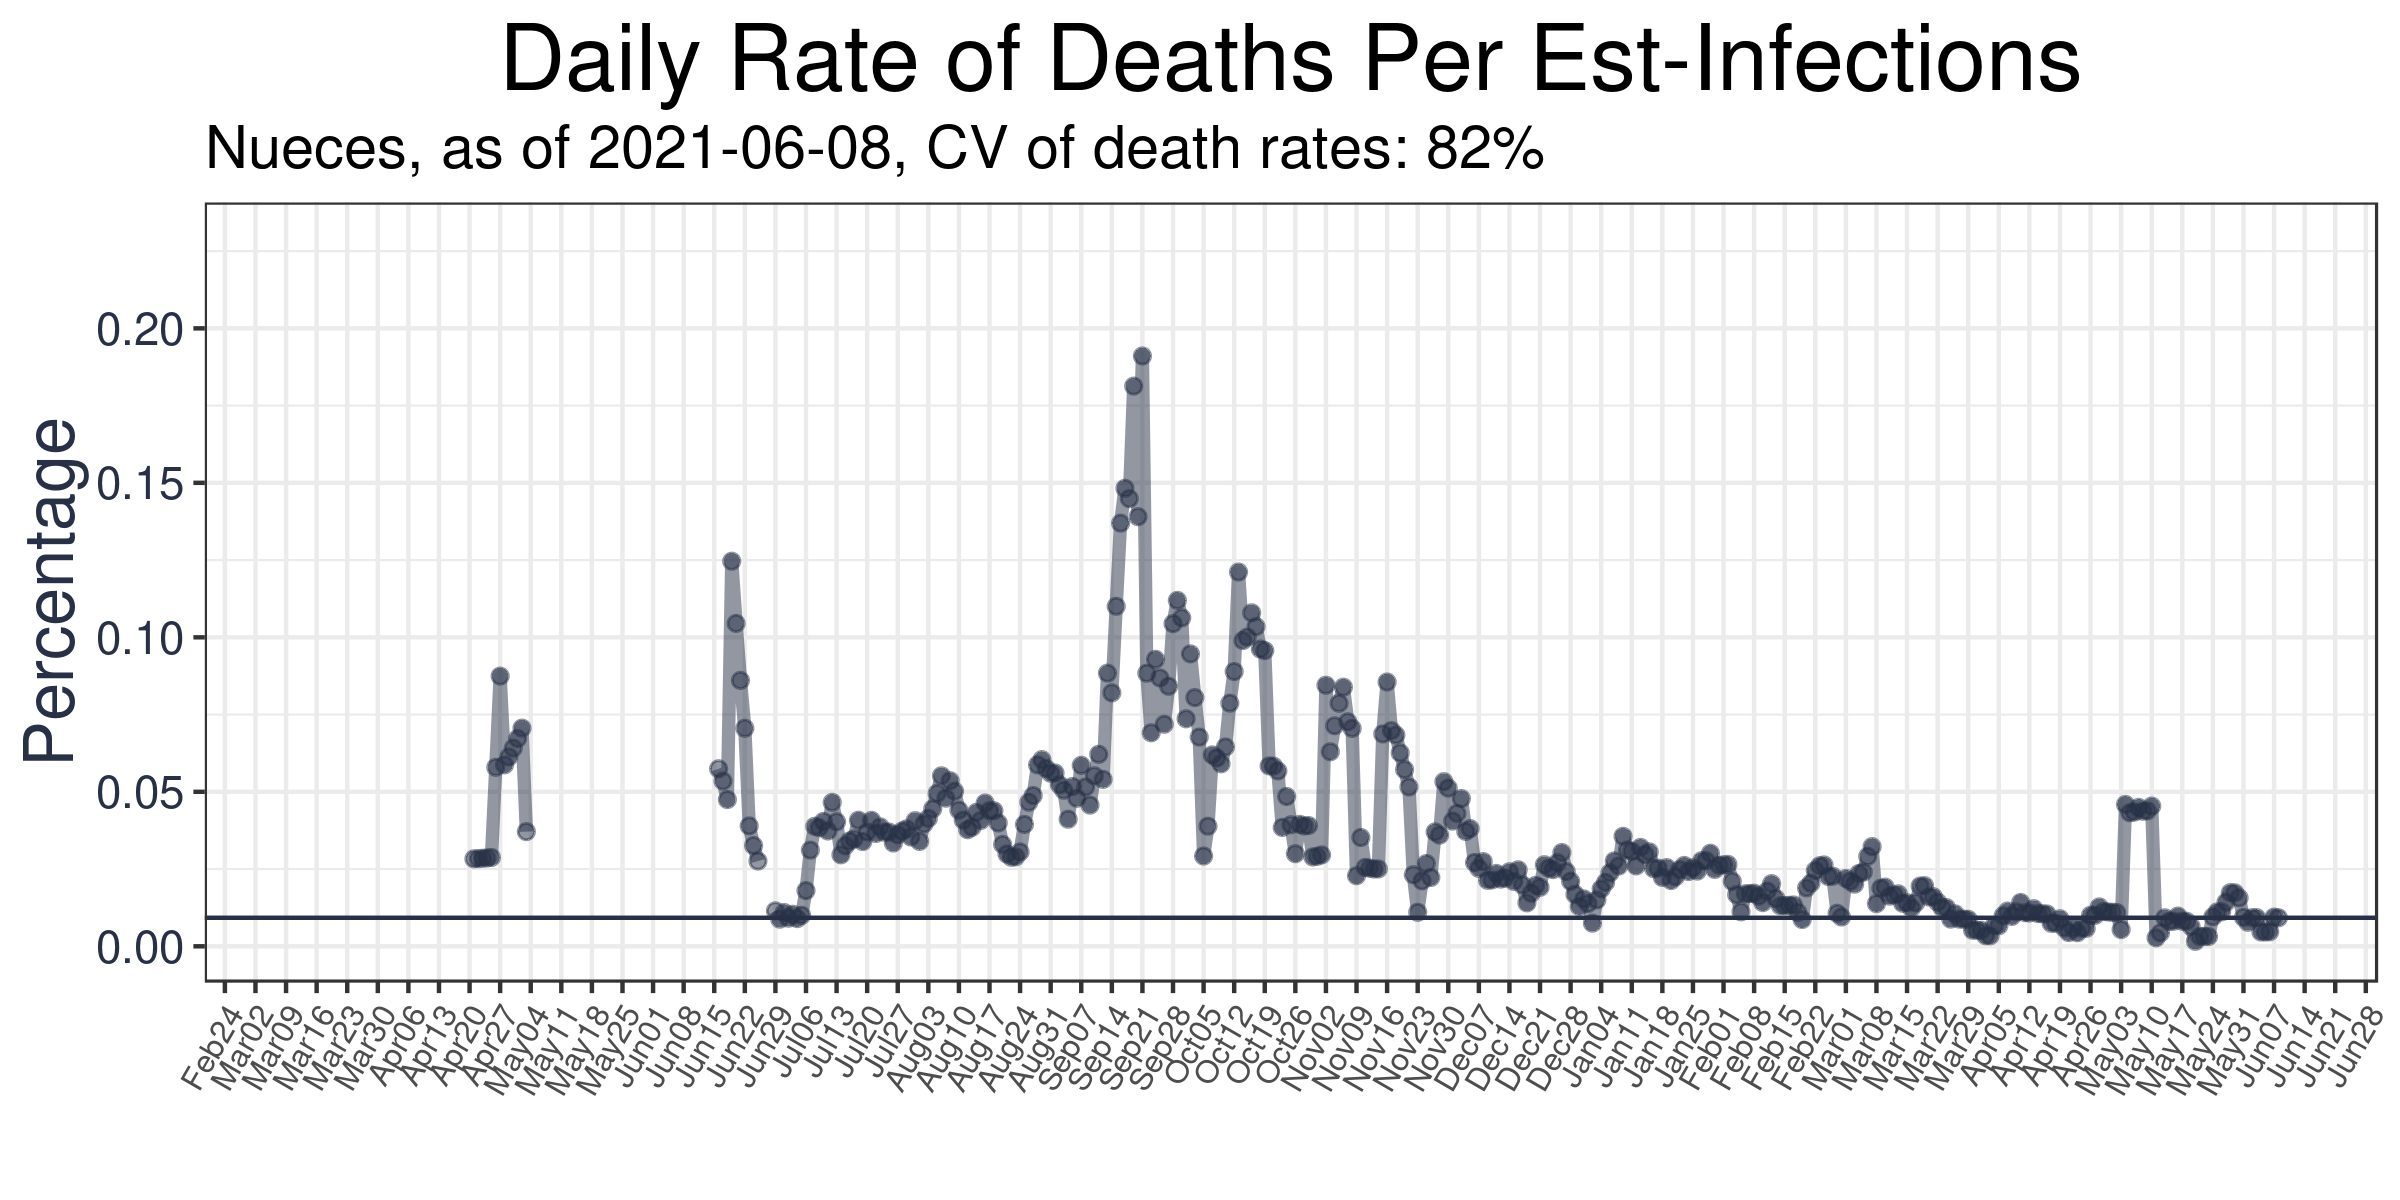 Daily Rate of Deaths Per Est-Infections
Nueces, as of 2021-06-08, CV of death rates: 82%
Percentage
0.20
0.15
0.10
0.05
0.00
Feb24
Mar02
Mar09
Mar16
Mar23
Mar30
Apr06
Apr13
Apr20
Apr27
May04
May11
May18
May25
Jun01
Jun08
Jun15
Jun22
Jun29
Jul06
Jul13
Jul20
Jul27
Aug03
Aug10
Aug17
Aug24
Aug31
Sep07
Sep14
Sep21
Sep28
Oct05
Oct12
Oct19
Oct26
Nov02
Nov09
Nov16
Nov23
Nov30
Dec07
Dec14
Dec21
Dec28
Jan04
Jan11
Jan18
Jan25
Feb01
Feb08
Feb15
Feb22
Mar01
Mar08
Mar15
Mar22
Mar29
Apr05
Apr12
Apr19
Apr26
May03
May10
May17
May24
May31
Jun07
Jun14
Jun21
Jun28